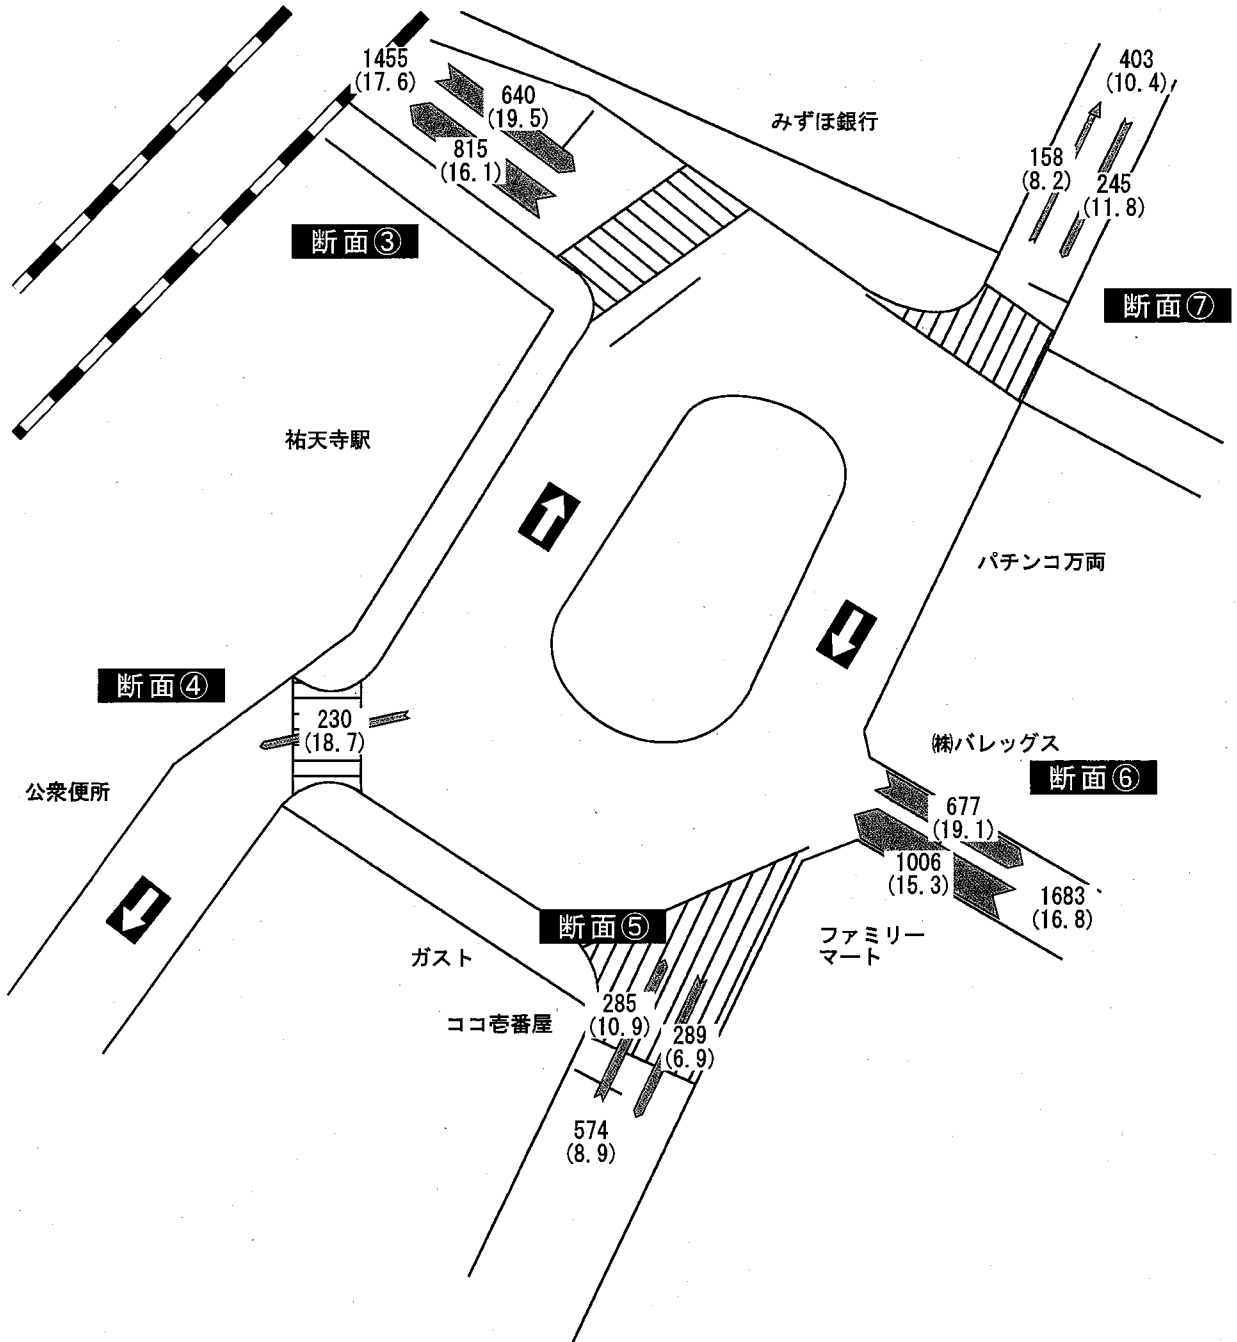 1455
(17.6)
640
(19.5)
815
(16.1)
みずほ銀行
403
(10.4)
158
(8.2)
245
(11.8)
断面③
断面⑦
祐天寺駅
パチンコ万両
断面④
230
(18.7)
㈱バレッグス
断面⑥
公衆便所
677
(19.1)
1006
(15.3)
1683
(16.8)
断面⑤
ファミリー
マート
ガスト
ココ壱番屋
285
(10.9)
289
(6.9)
574
(8.9)